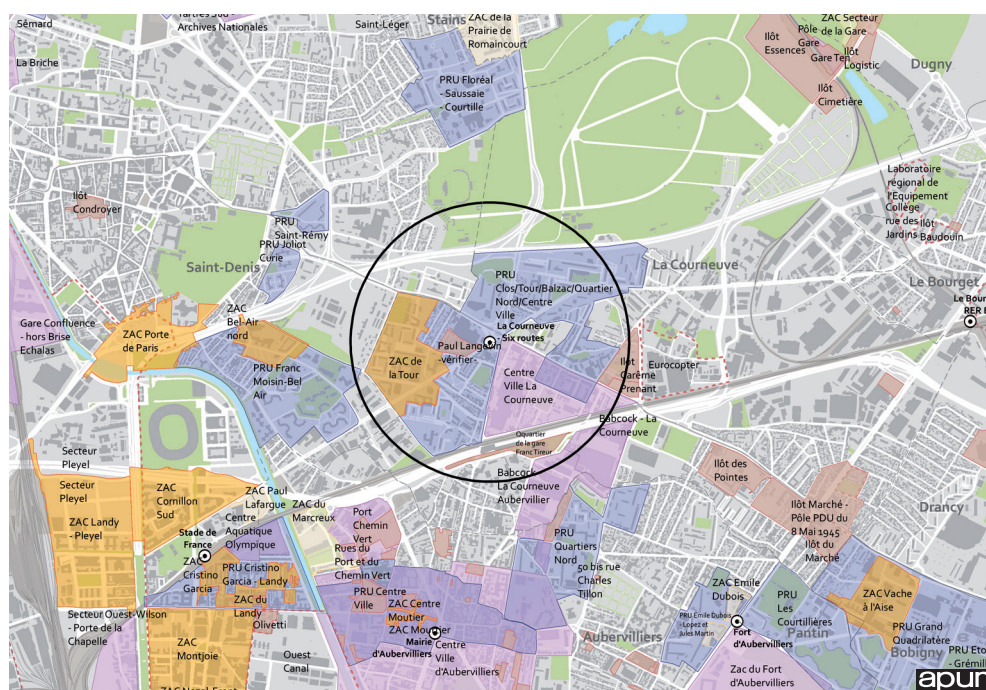 Sémard
Archives Nationales
La Briche
Saint-Léger
Stains
ZAC de la
Prairie de
Romaincourt
PRU Floréal
- Saussaie
- Courtille
Ilôt
Essences
Pôle
Gare
ZAC Secteur
de la Gare
Gare Ten
Ilôt
Logistic
Ilôt
Cimetière
Dugny
Laboratoire
régional de
l'Equipement
Collège
rue des
Jardins
Ilôt
Baudouin
Ilôt
Condroyer
PRU
Saint-Rémy
PRU Joliot
Curie
Saint-Denis
La Courneuve
Le Bourget
RER
PRU
Clos/Tour/Balzac/Quartier
Nord/Centre
Ville
La Courneuve
- Six routes
Paul Langevin
-vérifier-
ZAC de
la Tour
Centre
Ville La
Courneuve
Ilôt
Carême
Prenant
Eurocopter
Gare Confluence
- hors Brise
Echalas
ZAC Porte
de Paris
ZAC
Bel-Air
nord
PRU Franc
Moisin-Bel
Air
Babcock - La
Courneuve
Qquartier
de la gare
Franc Tireur
Babcock
La Courneuve
Aubervillier
Secteur
Pleyel
Secteur
Pleyel
ZAC
Cornillon
Sud
ZAC Landy
- Pleyel
ZAC Paul
Lafargue
ZAC du
Marcreux
Centre
Aquatique
Olympique
Stade de
France
ZAC
Cristino
Garcia
PRU Cristino
Garcia - Landy
ZAC du
Landy
Olivetti
Port
Chemin
Vert
Rues du
Port et du
Chemin Vert
PRU Centre
Ville
ZAC Centre
Moutier
ZAC Moutier
Mairie
d'Aubervilliers
Centre
Ville
d'Aubervilliers
PRU
Quartiers
Nord
50 bis rue
Charles
Tillon
Ilôt des
Pointes
Ilôt Marché -
Pôle PDU du
8 Mai 1945
Ilôt du
Marché
Drancy
ZAC Emile
Dubois
PRU Emile Dubois
- Lopez et
Jules Martin
Fort
d'Aubervilliers
PRU
Les
Courtillières
ZAC Vache
à l'Aise
PRU Grand
Quadrilatère
Aubervilliers
Pantin
Bobigny
Zac du Fort
d'Aubervilliers
Secteur Ouest-Wilson
- Porte de la
Chapelle
ZAC
Montjoie
Ouest
Canal
apur